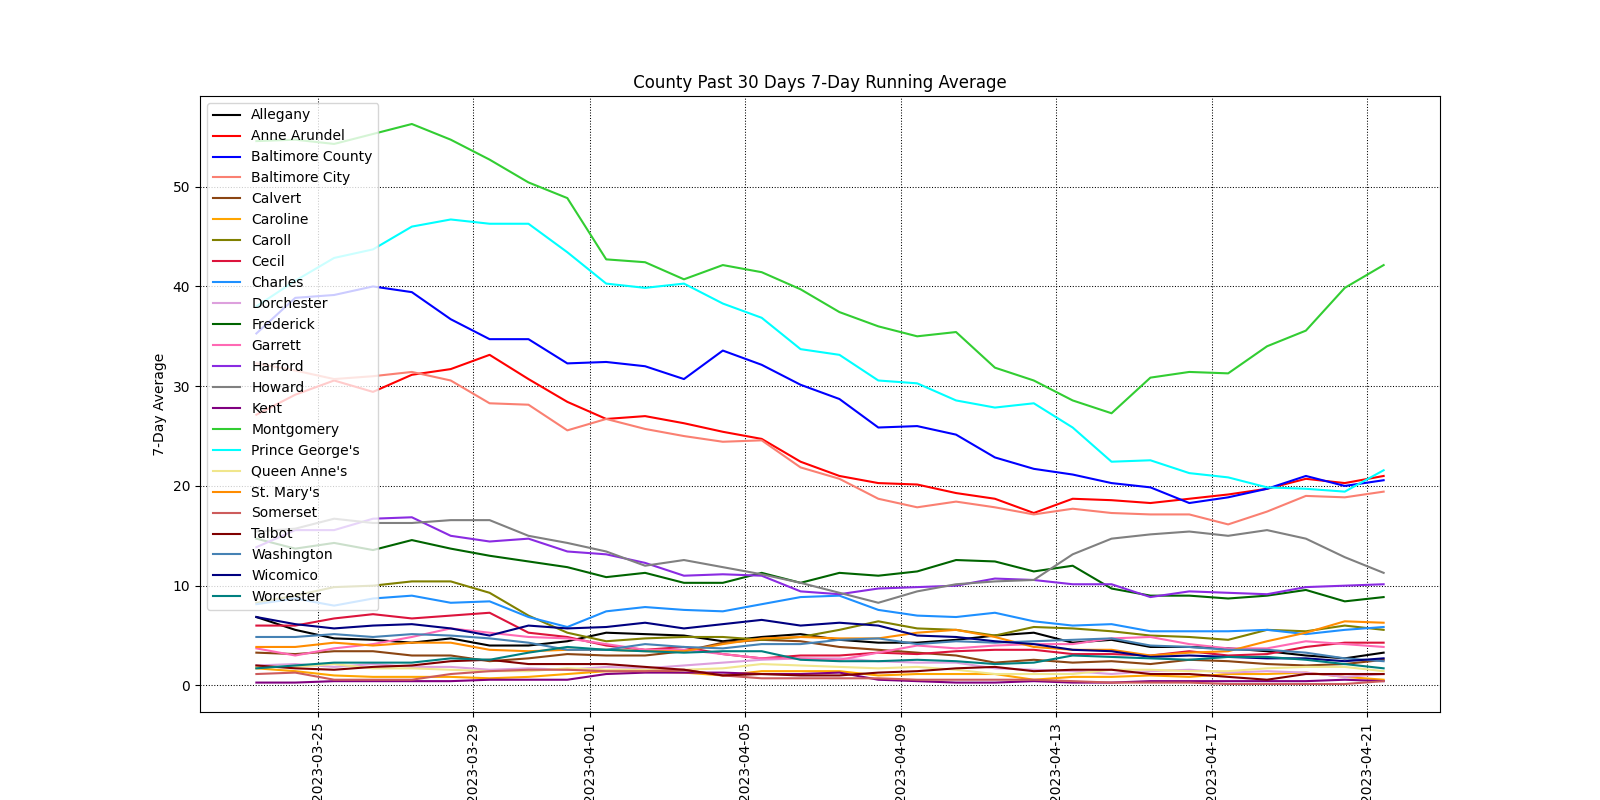 County Past 30 Days 7-Day Running Average
7-Day Average
50
40
30
20
10
0
Allegany
Anne Arundel
Baltimore County
Baltimore City
Calvert
Caroline
Caroll
Cecil
Charles
Dorchester
Frederick
Garrett
Harford
Howard
Kent
Montgomery
Prince George's
Queen Anne's
St. Mary's
Somerset
Talbot
Washington
Wicomico
Worcester
2023-03-25
2023-03-29
2023-04-01
2023-04-05
2023-04-09
2023-04-13
2023-04-17
2023-04-21